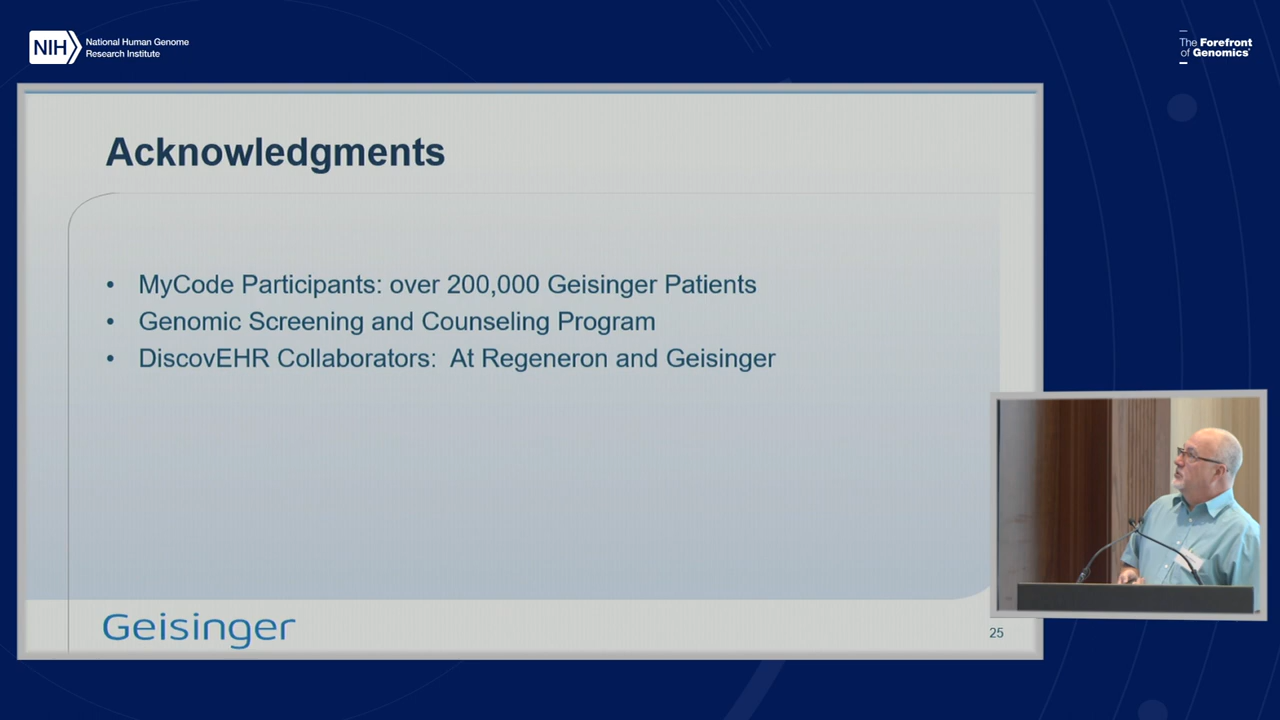 NIH National Human Genome
Research Institute
The Forefront
of Genomics®
Acknowledgments
• MyCode Participants: over 200,000 Geisinger Patients
• Genomic Screening and Counseling Program
• DiscovEHR Collaborators: At Regeneron and Geisinger
Geisinger
25